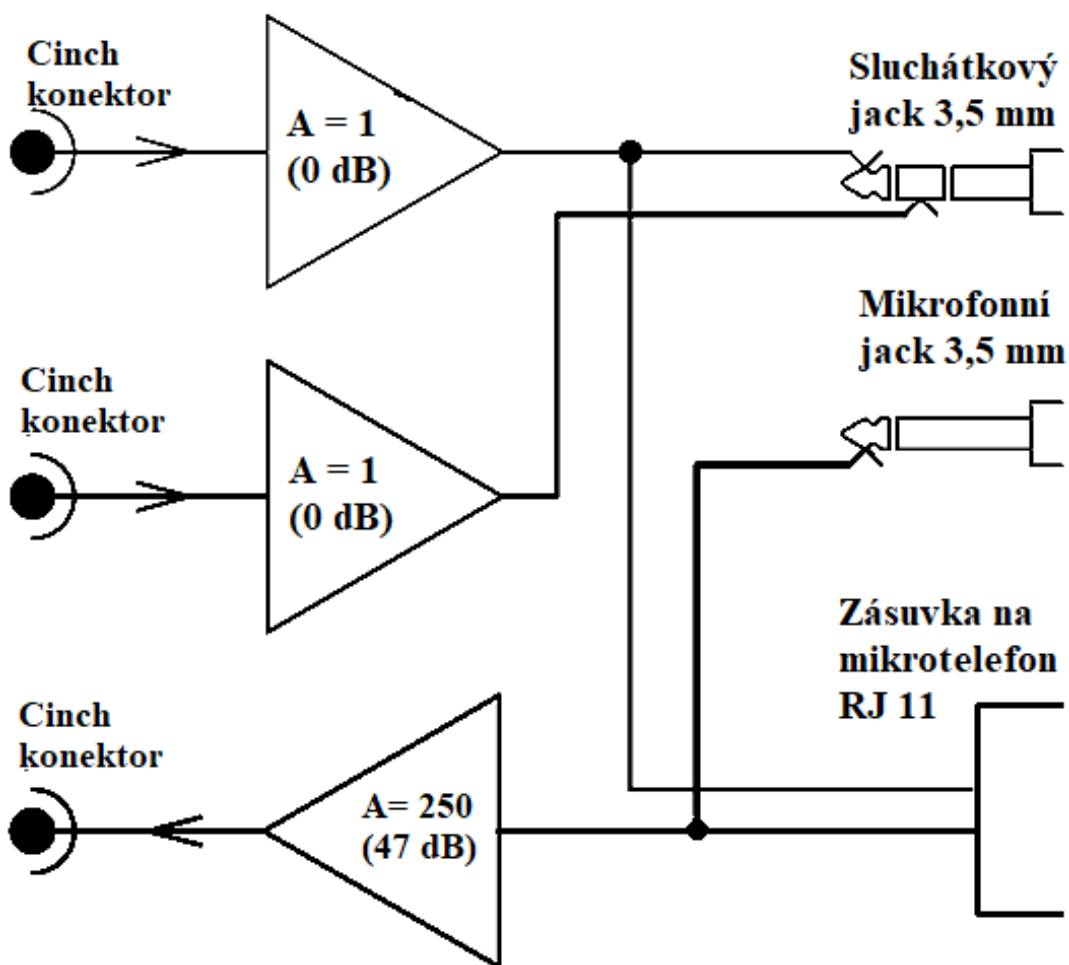 Cinch
konektor
A = 1
(0 dB)
Sluchátkový
jack 3,5 mm
Mikrofonní
jack 3,5 mm
Cinch
konektor
A = 1
(0 dB)
Zásuvka na
mikrotelefon
RJ 11
Cinch
konektor
A= 250
(47 dB)